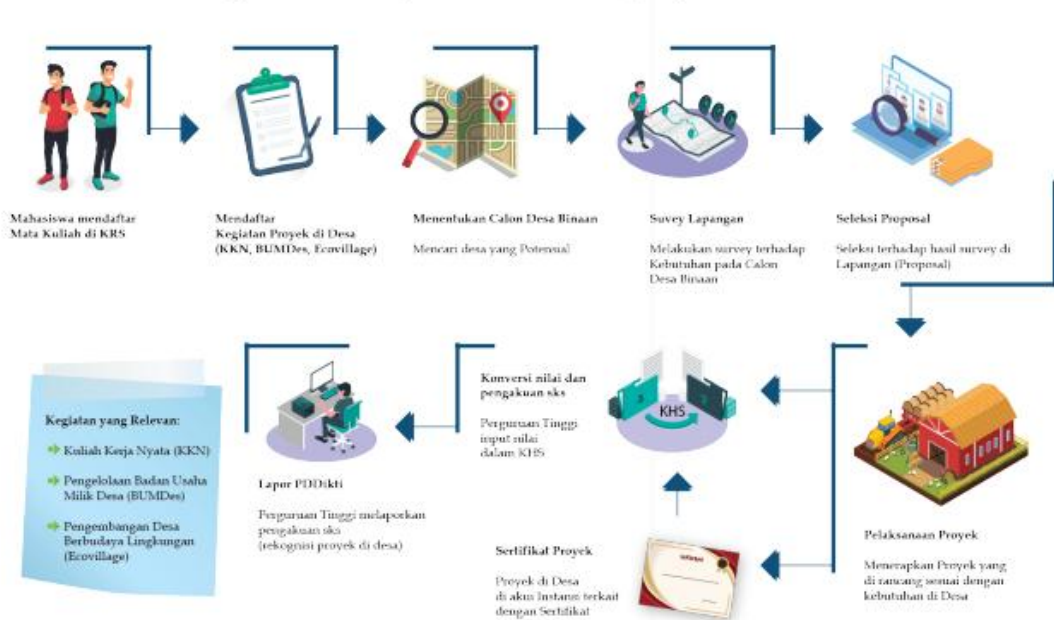 Mahasiswa mendaftar
Mata Kuliah di KRS
Mendaftar
Kegiatan Proyek di Desa
(KKN, BUMDes, Ecovillage)
Menentukan Calon Desa Binaan
Mencari desa yang Potensual
Suvey Lapangan
Melakukan survey terhadap
Kebutuhan pada Calon
Desa Binaan
Seleksi Proposal
Seleksi terhadap hasil survey di
Lapangan (Proposal)
Kegiatan yang Relevan:
Kuliah Kerja Nyata (KKN)
Pengelolaan Badan Usaha
Milik Desa (BUMDes)
Pengembangan Desa
Berbudaya Lingkungan
(Ecovillage)
Lapor PDDikti
Perguruan Tinggi melaporkan
pengakuan sks
(rekognisi proyek di desa)
Konversi nilai dan
pengakuan sks
Perguruan Tinggi
input nilai
dalam KHS
KHS
Sertifikat Proyek
Proyek di Desa
di akui Instansi terkait
dengan Sertifikat
Pelaksanaan Proyek
Menerapkan Proyek yang
di rancang sesuai dengan
kebutuhan di Desa